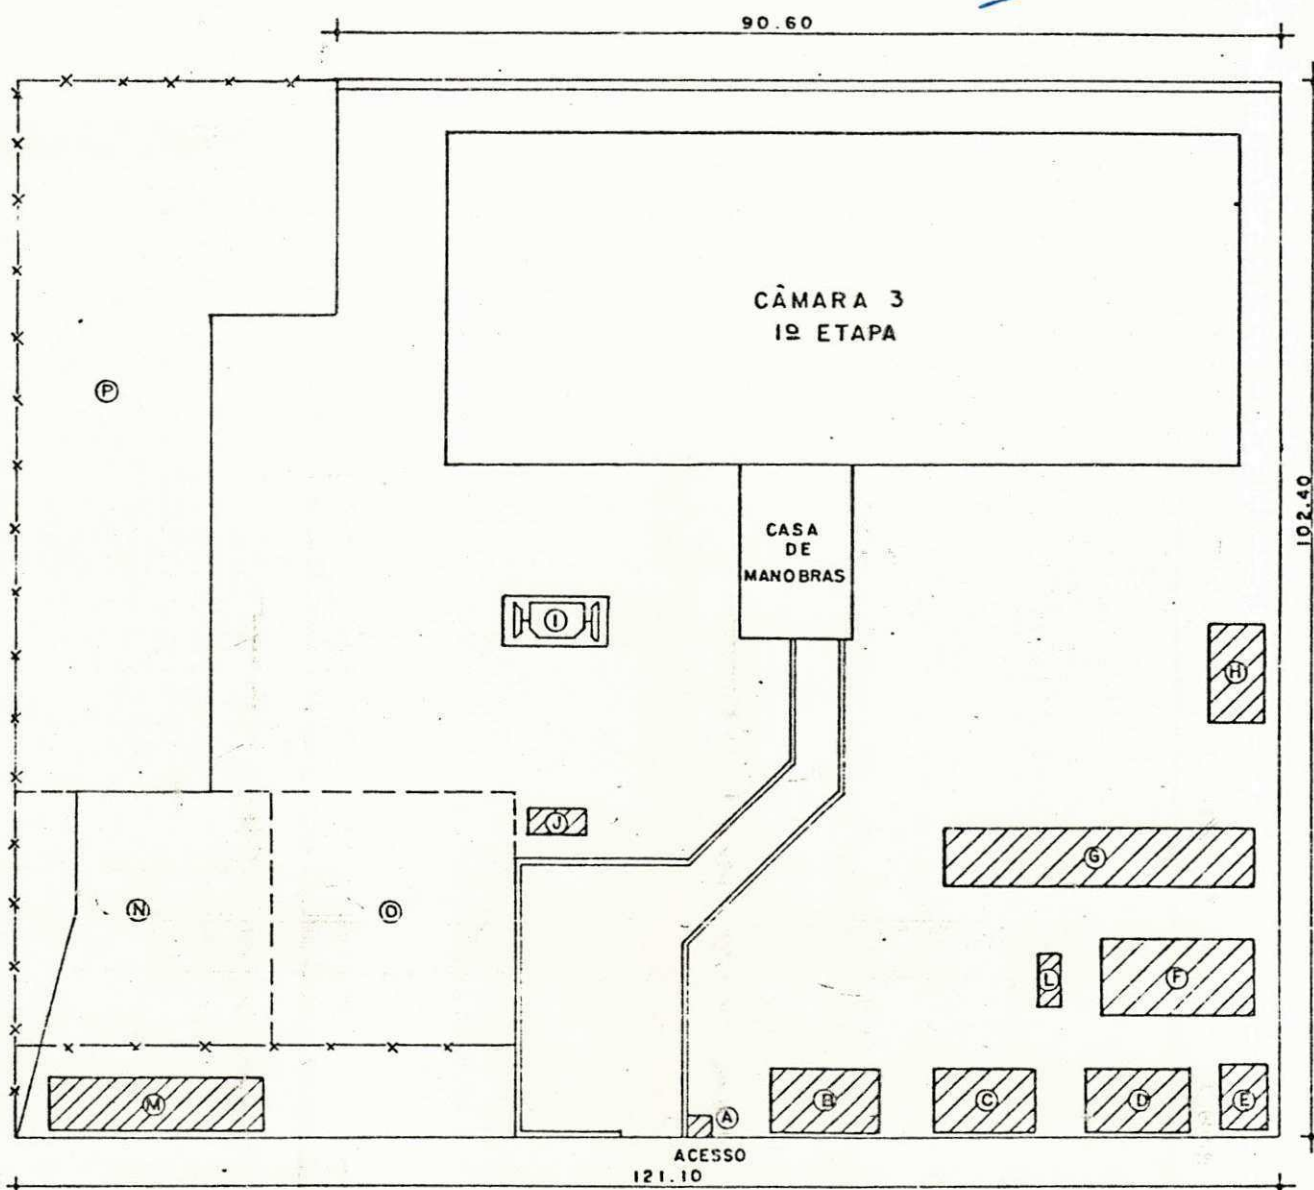 90.60
CÂMARA 3
1º ETAPA
P
102.40
CASA
DE
MANOBRAS
I
H
J
G
N
O
L
F
M
A
B
C
D
E
ACESSO
121.10